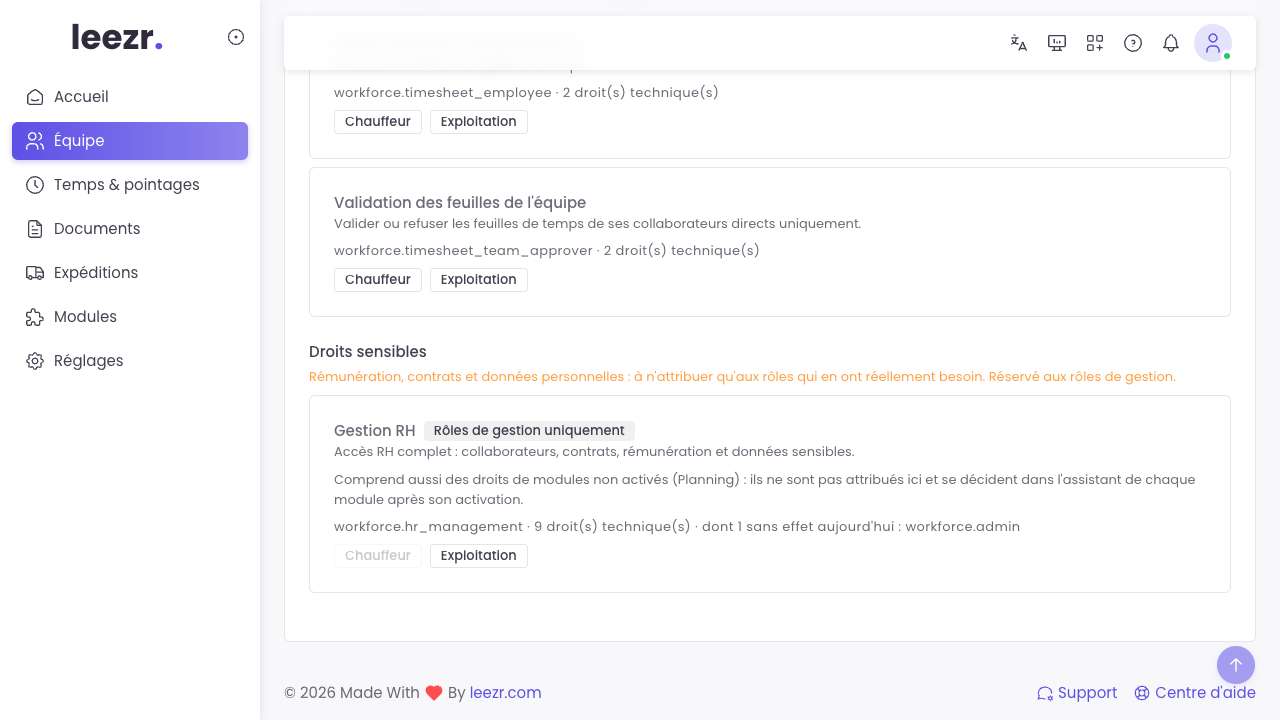 leezr.
Accueil
Équipe
Temps & pointages
Documents
Expéditions
Modules
Réglages
workforce.timesheet_employee · 2 droit(s) technique(s)
Chauffeur
Exploitation
Validation des feuilles de l'équipe
Valider ou refuser les feuilles de temps de ses collaborateurs directs uniquement.
workforce.timesheet_team_approver · 2 droit(s) technique(s)
Chauffeur
Exploitation
Droits sensibles
Rémunération, contrats et données personnelles : à n'attribuer qu'aux rôles qui en ont réellement besoin. Réservé aux rôles de gestion.
Gestion RH
Rôles de gestion uniquement
Accès RH complet : collaborateurs, contrats, rémunération et données sensibles.
Comprend aussi des droits de modules non activés (Planning) : ils ne sont pas attribués ici et se décident dans l'assistant de chaque
module après son activation.
workforce.hr_management · 9 droit(s) technique(s) · dont 1 sans effet aujourd'hui : workforce.admin
Chauffeur
Exploitation
© 2026 Made With
By leezr.com
Support
Centre d'aide